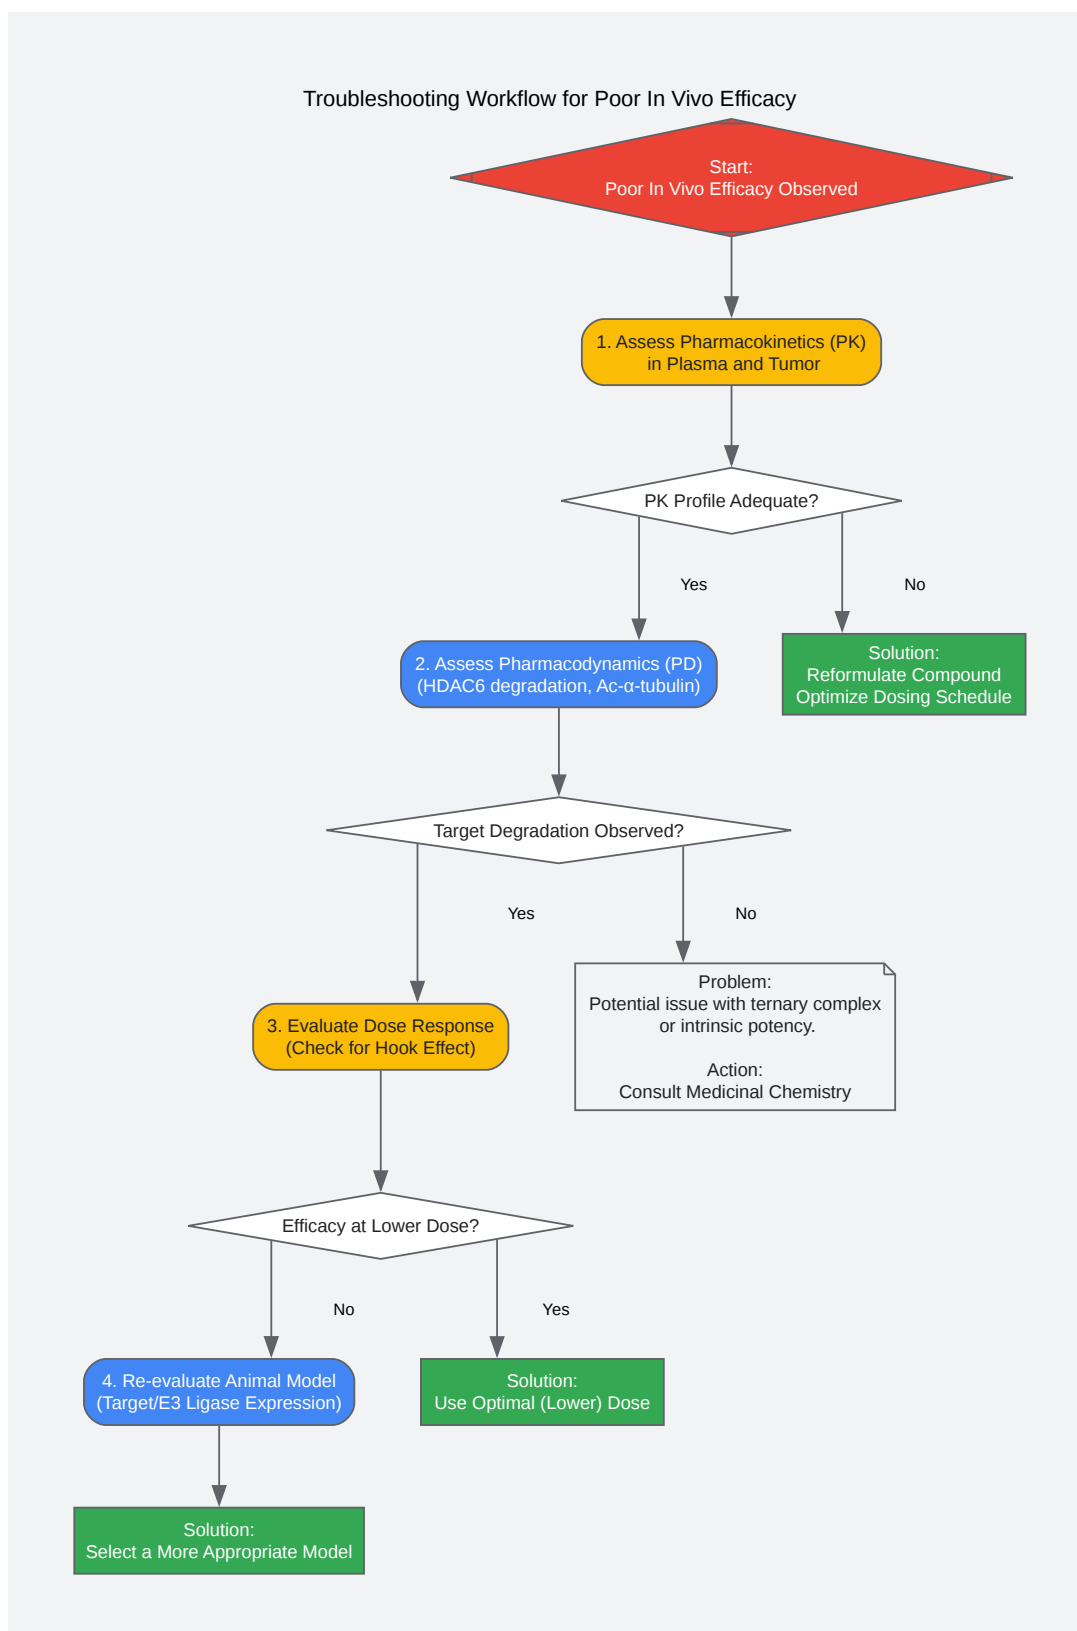 Troubleshooting Workflow for Poor In Vivo Efficacy
Start:
Poor In Vivo Efficacy Observed
1. Assess Pharmacokinetics (PK)
in Plasma and Tumor
PK Profile Adequate?
Yes
No
2. Assess Pharmacodynamics (PD)
(HDAC6 degradation, Ac-α-tubulin)
Solution:
Reformulate Compound
Optimize Dosing Schedule
Target Degradation Observed?
Yes
No
3. Evaluate Dose Response
(Check for Hook Effect)
Problem:
Potential issue with ternary complex
or intrinsic potency.
Action:
Consult Medicinal Chemistry
Efficacy at Lower Dose?
No
Yes
4. Re-evaluate Animal Model
(Target/E3 Ligase Expression)
Solution:
Use Optimal (Lower) Dose
Solution:
Select a More Appropriate Model